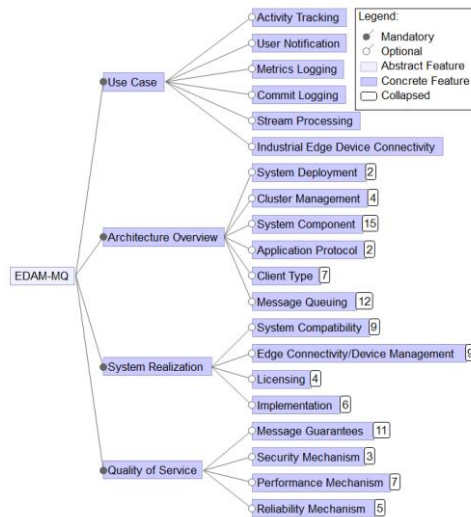 Legend:
Mandatory
Optional
Abstract Feature
Concrete Feature
Collapsed
EDAM-MQ
Use Case
Activity Tracking
User Notification
Metrics Logging
Commit Logging
Stream Processing
Industrial Edge Device Connectivity
Architecture Overview
System Deployment 2
Cluster Management 4
System Component 15
Application Protocol 2
Client Type 7
Message Queuing 12
System Realization
System Compatibility 9
Edge Connectivity/Device Management 9
Licensing 4
Implementation 6
Quality of Service
Message Guarantees 11
Security Mechanism 3
Performance Mechanism 7
Reliability Mechanism 5